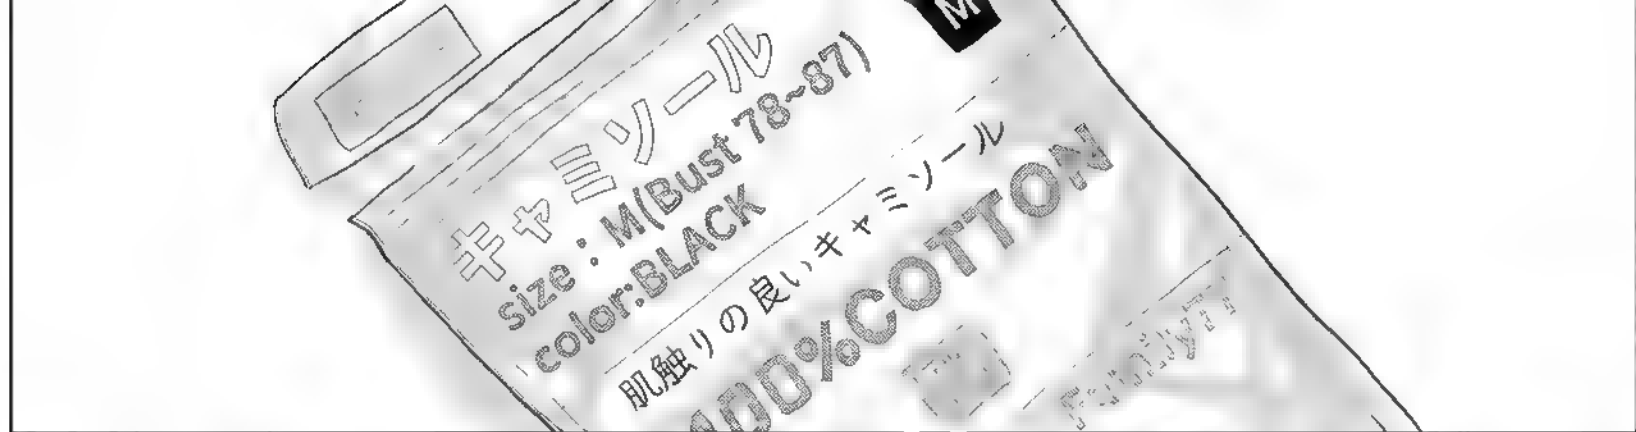 M
キャミソール
size : M(Bust 78~87)
color:BLACK
肌触りの良いキャミソール
100%COTTON